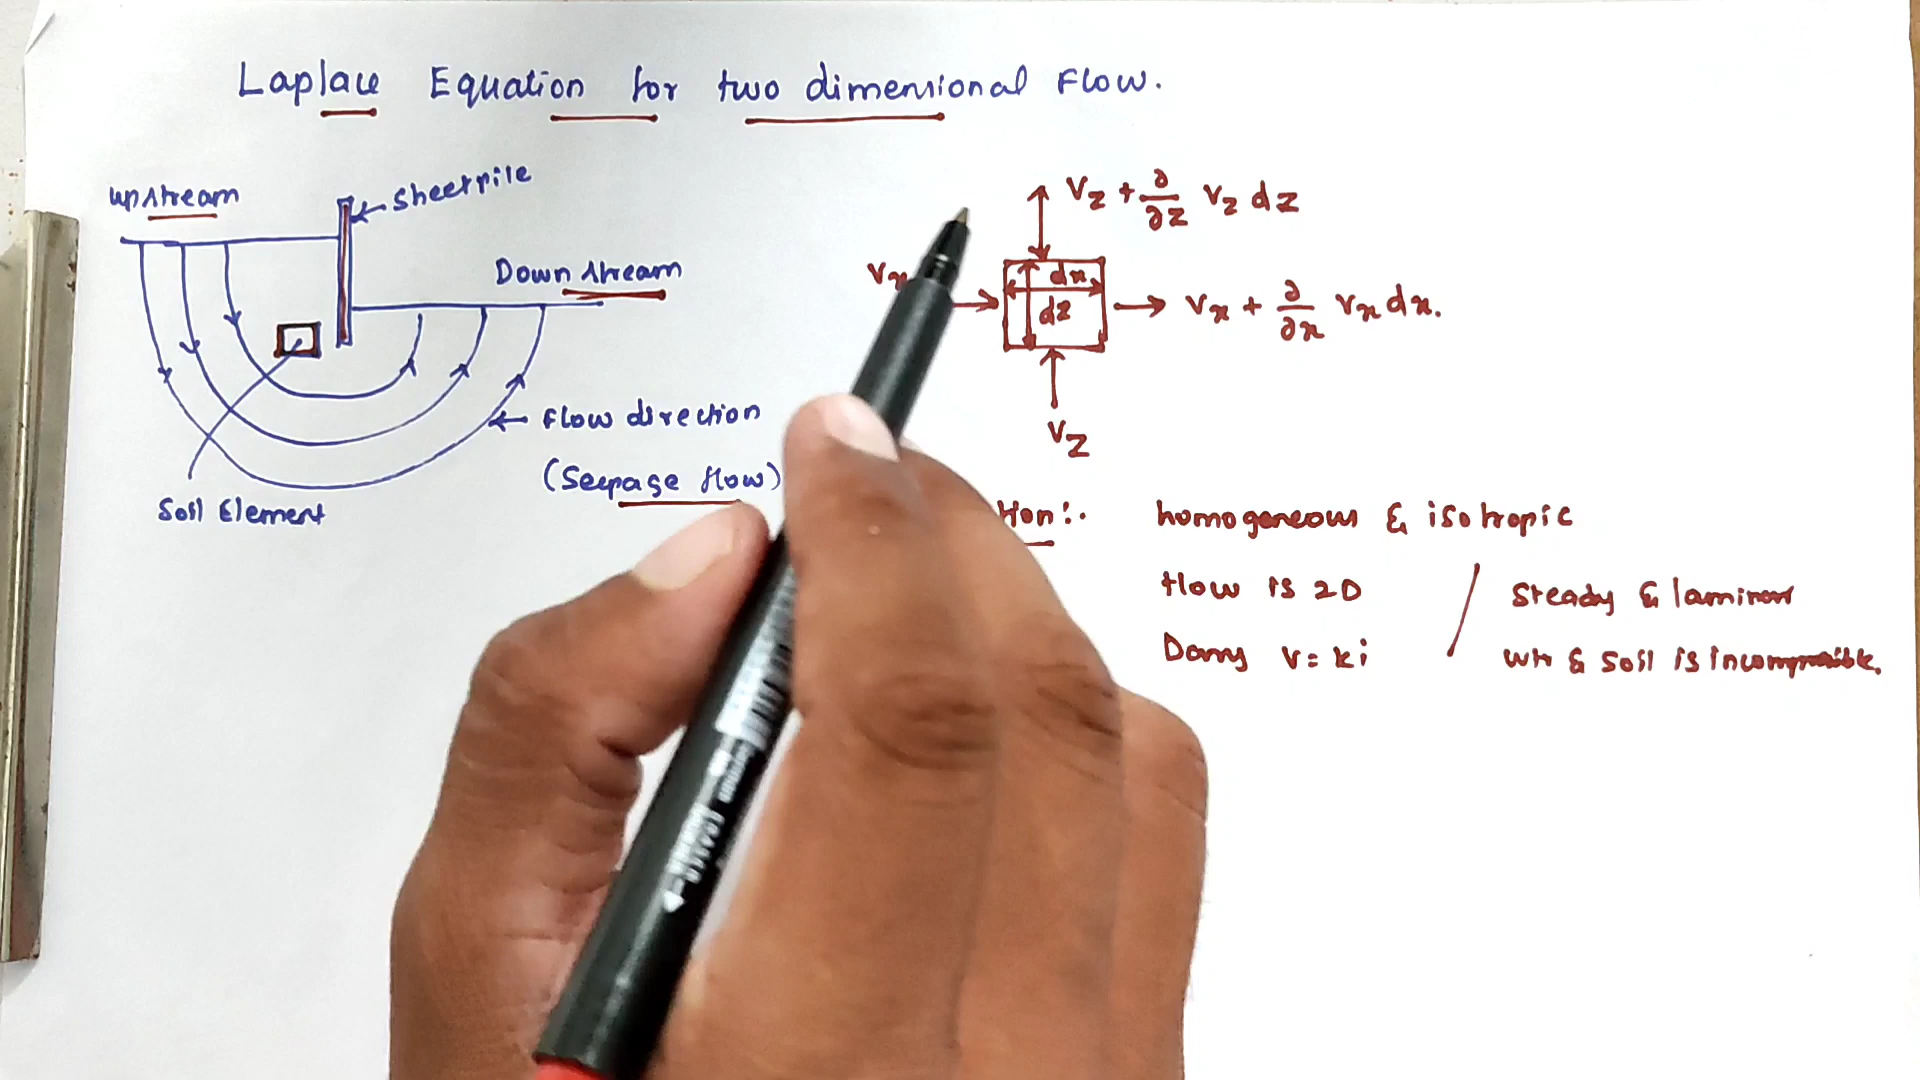 Laplace Equation for two dimensional Flow.
upstream
Sheetpile
Down stream
Flow direction
(Seepage flow)
Soil Element
Vz + ∂/∂z Vz dz
Vx
dx
dz
Vx + ∂/∂x Vx dx.
Vz
tion:.
homogeneous & isotropic
flow is 2D
Steady & laminar
Darcy V = ki
wtr & soil is incompressible.